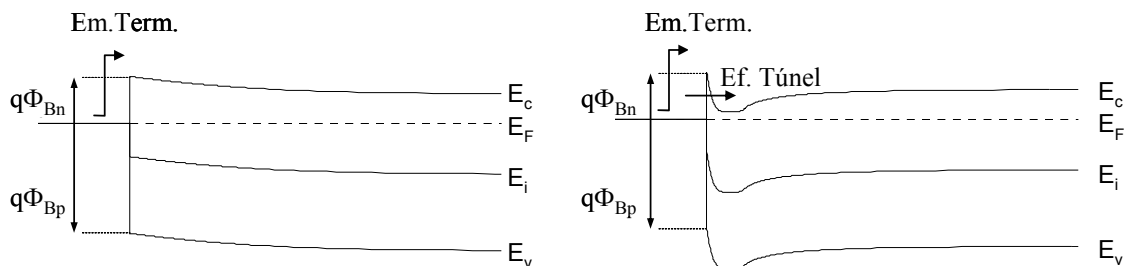 Em.Term.
qΦBn
qΦBp
Ec
EF
Ei
Ev
Em.Term.
Ef. Túnel
qΦBn
qΦBp
Ec
EF
Ei
Ev